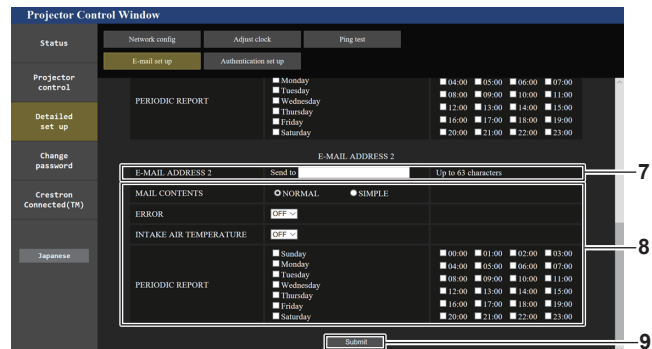 Projector Control Window
Status
Network config Adjust clock Ping test
E-mail set up Authentication set up
Projector control
Detailed set up
Change password
Crestron Connected(TM)
Japanese
PERIODIC REPORT
Monday
Tuesday
Wednesday
Thursday
Friday
Saturday
04:00 05:00 06:00 07:00
08:00 09:00 10:00 11:00
12:00 13:00 14:00 15:00
16:00 17:00 18:00 19:00
20:00 21:00 22:00 23:00
E-MAIL ADDRESS 2
E-MAIL ADDRESS 2 Send to Up to 63 characters 7
MAIL CONTENTS NORMAL SIMPLE
ERROR OFF
INTAKE AIR TEMPERATURE OFF
8
PERIODIC REPORT
Sunday
Monday
Tuesday
Wednesday
Thursday
Friday
Saturday
00:00 01:00 02:00 03:00
04:00 05:00 06:00 07:00
08:00 09:00 10:00 11:00
12:00 13:00 14:00 15:00
16:00 17:00 18:00 19:00
20:00 21:00 22:00 23:00
Submit 9